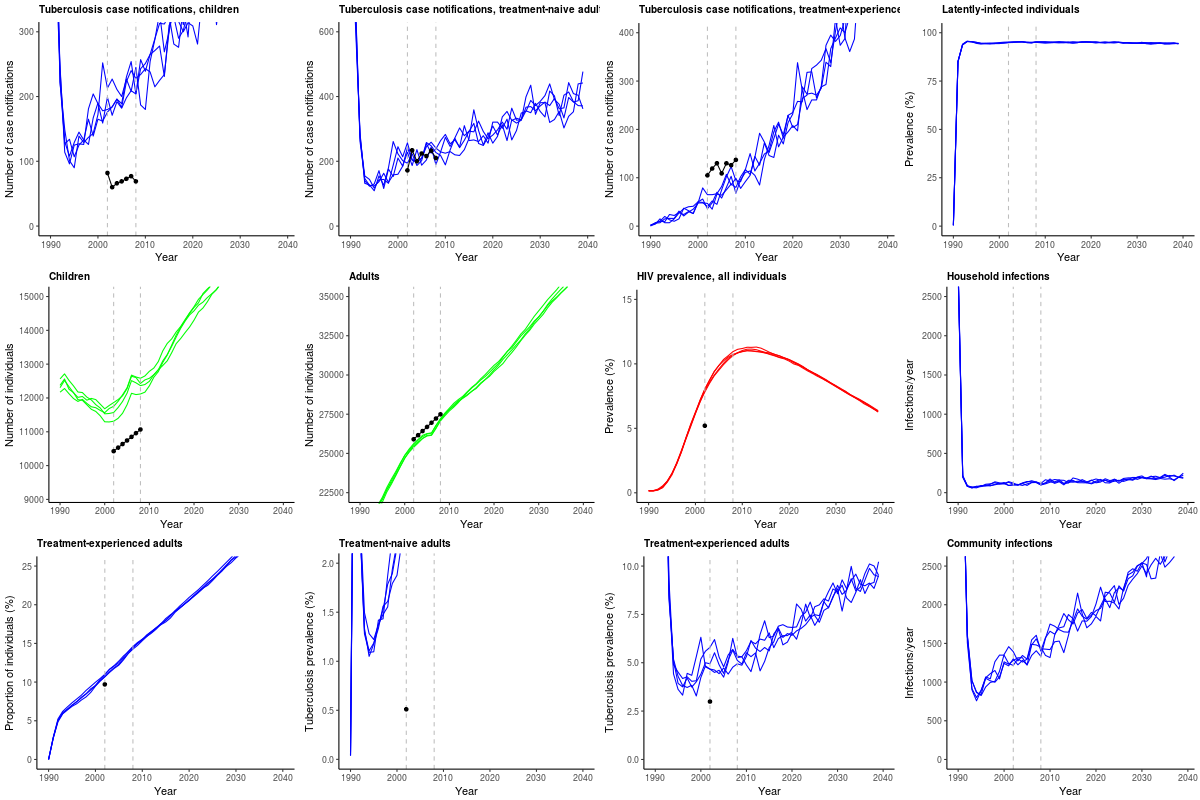 Tuberculosis case notifications, children
Number of case notifications
300
200
100
0
1990 2000 2010 2020 2030 2040
Year
Tuberculosis case notifications, treatment-naive adul
Number of case notifications
600
400
200
0
1990 2000 2010 2020 2030 2040
Year
Tuberculosis case notifications, treatment-experience
Number of case notifications
400
300
200
100
0
1990 2000 2010 2020 2030 2040
Year
Latently-infected individuals
Prevalence (%)
100
75
50
25
0
1990 2000 2010 2020 2030 2040
Year
Children
Number of individuals
15000
14000
13000
12000
11000
10000
9000
1990 2000 2010 2020 2030 2040
Year
Adults
Number of individuals
35000
32500
30000
27500
25000
22500
1990 2000 2010 2020 2030 2040
Year
HIV prevalence, all individuals
Prevalence (%)
15
10
5
0
1990 2000 2010 2020 2030 2040
Year
Household infections
Infections/year
2500
2000
1500
1000
500
0
1990 2000 2010 2020 2030 2040
Year
Treatment-experienced adults
Proportion of individuals (%)
25
20
15
10
5
0
1990 2000 2010 2020 2030 2040
Year
Treatment-naive adults
Tuberculosis prevalence (%)
2.0
1.5
1.0
0.5
0.0
1990 2000 2010 2020 2030 2040
Year
Treatment-experienced adults
Tuberculosis prevalence (%)
10.0
7.5
5.0
2.5
0.0
1990 2000 2010 2020 2030 2040
Year
Community infections
Infections/year
2500
2000
1500
1000
500
0
1990 2000 2010 2020 2030 2040
Year